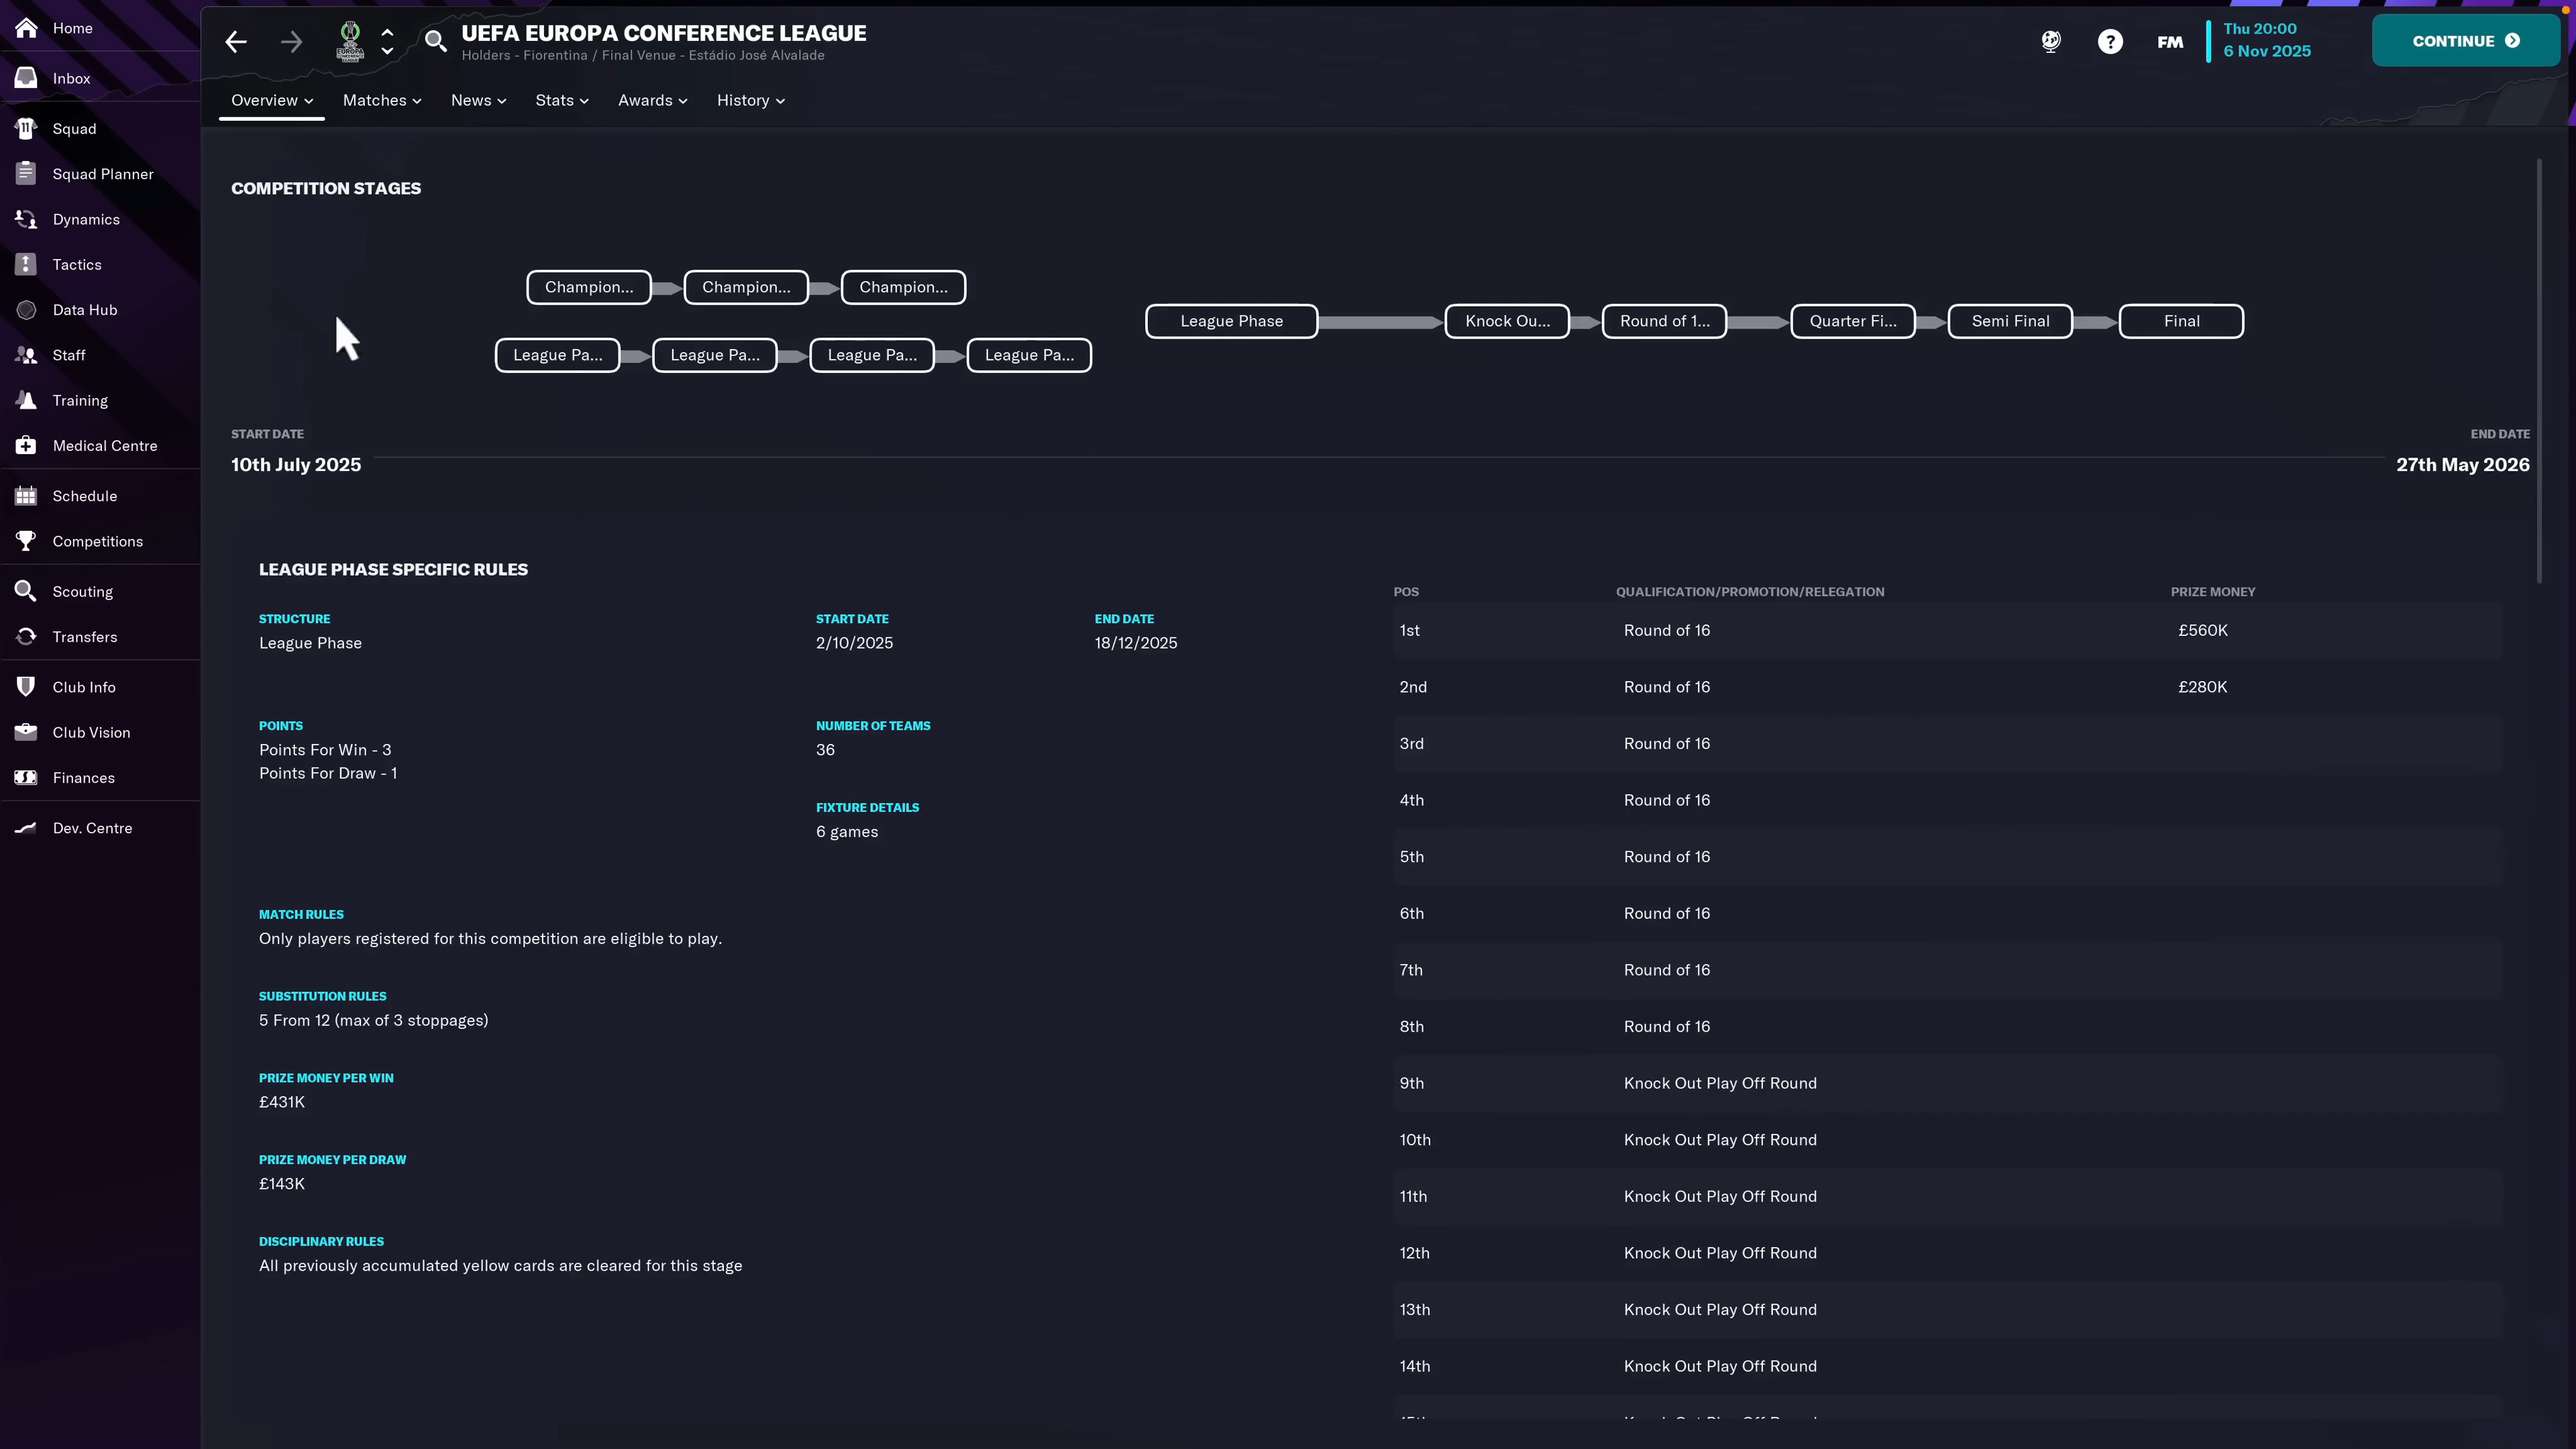 Home
Inbox
Squad
Squad Planner
Dynamics
Tactics
Data Hub
Staff
Training
Medical Centre
Schedule
Competitions
Scouting
Transfers
Club Info
Club Vision
Finances
Dev. Centre
UEFA EUROPA CONFERENCE LEAGUE
Holders - Fiorentina / Final Venue - Estádio José Alvalade
FM
Thu 20:00
6 Nov 2025
CONTINUE
Overview Matches News Stats Awards History
COMPETITION STAGES
Champion... Champion... Champion...
League Pa... League Pa... League Pa... League Pa...
League Phase Knock Ou... Round of 1... Quarter Fi... Semi Final Final
START DATE
10th July 2025
END DATE
27th May 2026
LEAGUE PHASE SPECIFIC RULES
STRUCTURE
League Phase
START DATE
2/10/2025
END DATE
18/12/2025
POINTS
Points For Win - 3
Points For Draw - 1
NUMBER OF TEAMS
36
FIXTURE DETAILS
6 games
MATCH RULES
Only players registered for this competition are eligible to play.
SUBSTITUTION RULES
5 From 12 (max of 3 stoppages)
PRIZE MONEY PER WIN
£431K
PRIZE MONEY PER DRAW
£143K
DISCIPLINARY RULES
All previously accumulated yellow cards are cleared for this stage
POS QUALIFICATION/PROMOTION/RELEGATION PRIZE MONEY
1st Round of 16 £560K
2nd Round of 16 £280K
3rd Round of 16
4th Round of 16
5th Round of 16
6th Round of 16
7th Round of 16
8th Round of 16
9th Knock Out Play Off Round
10th Knock Out Play Off Round
11th Knock Out Play Off Round
12th Knock Out Play Off Round
13th Knock Out Play Off Round
14th Knock Out Play Off Round